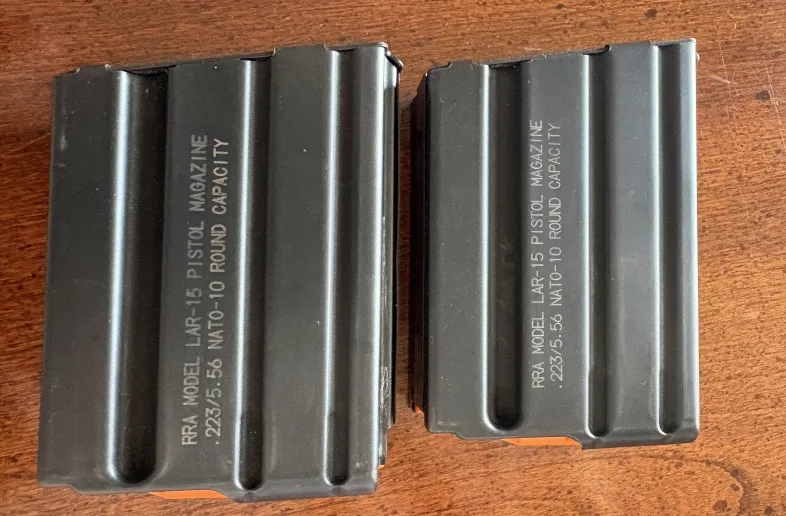 RRA MODEL LAR-15 PISTOL MAGAZINE
.223/5.56 NATO-10 ROUND CAPACITY
RRA MODEL LAR-15 PISTOL MAGAZINE
.223/5.56 NATO-10 ROUND CAPACITY